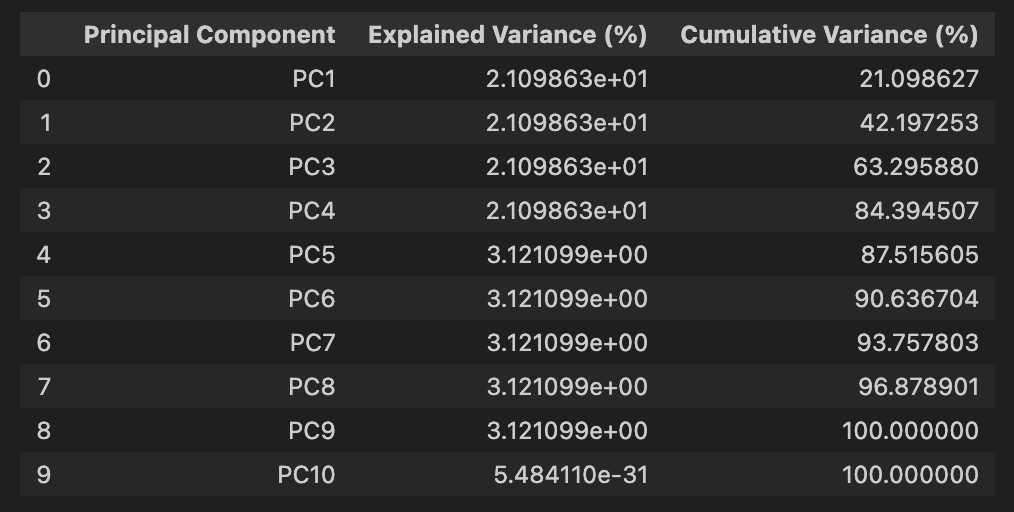 Principal Component Explained Variance (%) Cumulative Variance (%)
0 PC1 2.109863e+01 21.098627
1 PC2 2.109863e+01 42.197253
2 PC3 2.109863e+01 63.295880
3 PC4 2.109863e+01 84.394507
4 PC5 3.121099e+00 87.515605
5 PC6 3.121099e+00 90.636704
6 PC7 3.121099e+00 93.757803
7 PC8 3.121099e+00 96.878901
8 PC9 3.121099e+00 100.000000
9 PC10 5.484110e-31 100.000000